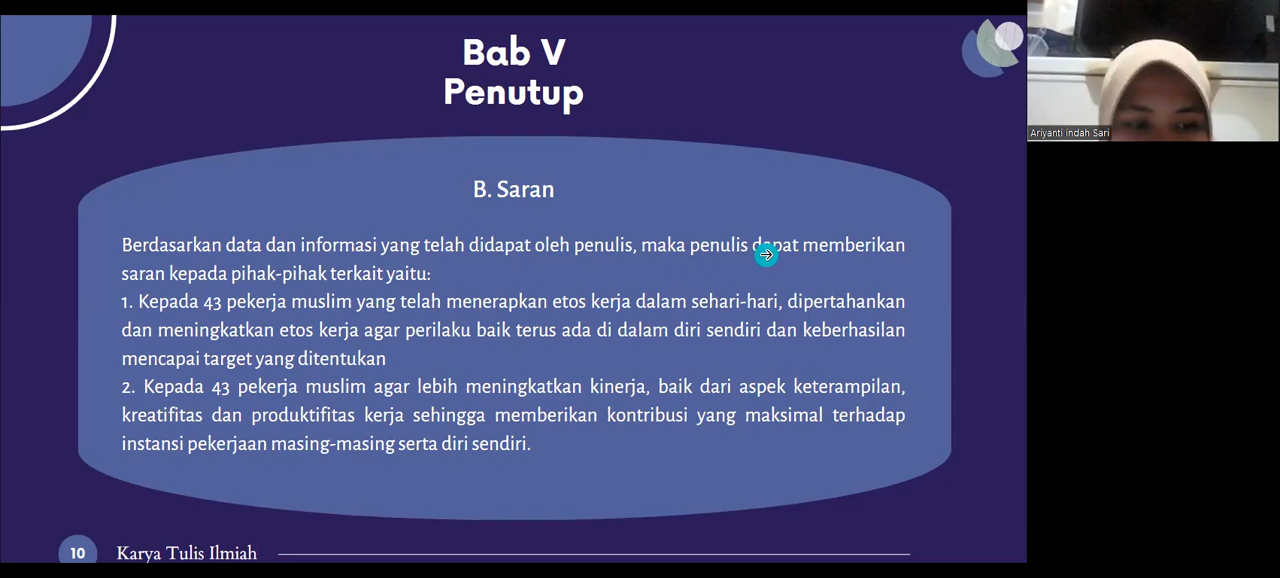 Bab V
Penutup
Ariyanti indah Sari
B. Saran
Berdasarkan data dan informasi yang telah didapat oleh penulis, maka penulis dapat memberikan
saran kepada pihak-pihak terkait yaitu:
1. Kepada 43 pekerja muslim yang telah menerapkan etos kerja dalam sehari-hari, dipertahankan
dan meningkatkan etos kerja agar perilaku baik terus ada di dalam diri sendiri dan keberhasilan
mencapai target yang ditentukan
2. Kepada 43 pekerja muslim agar lebih meningkatkan kinerja, baik dari aspek keterampilan,
kreatifitas dan produktifitas kerja sehingga memberikan kontribusi yang maksimal terhadap
instansi pekerjaan masing-masing serta diri sendiri.
10 Karya Tulis Ilmiah